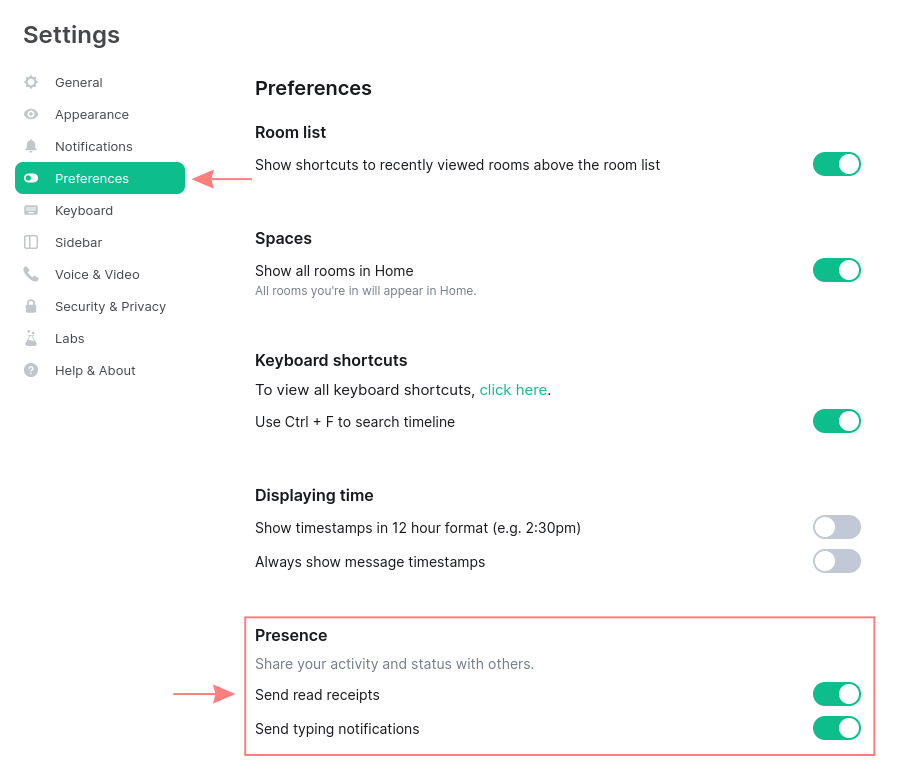 Settings
General
Appearance
Notifications
Preferences
Keyboard
Sidebar
Voice & Video
Security & Privacy
Labs
Help & About
Preferences
Room list
Show shortcuts to recently viewed rooms above the room list
Spaces
Show all rooms in Home
All rooms you're in will appear in Home.
Keyboard shortcuts
To view all keyboard shortcuts, click here.
Use Ctrl + F to search timeline
Displaying time
Show timestamps in 12 hour format (e.g. 2:30pm)
Always show message timestamps
Presence
Share your activity and status with others.
Send read receipts
Send typing notifications